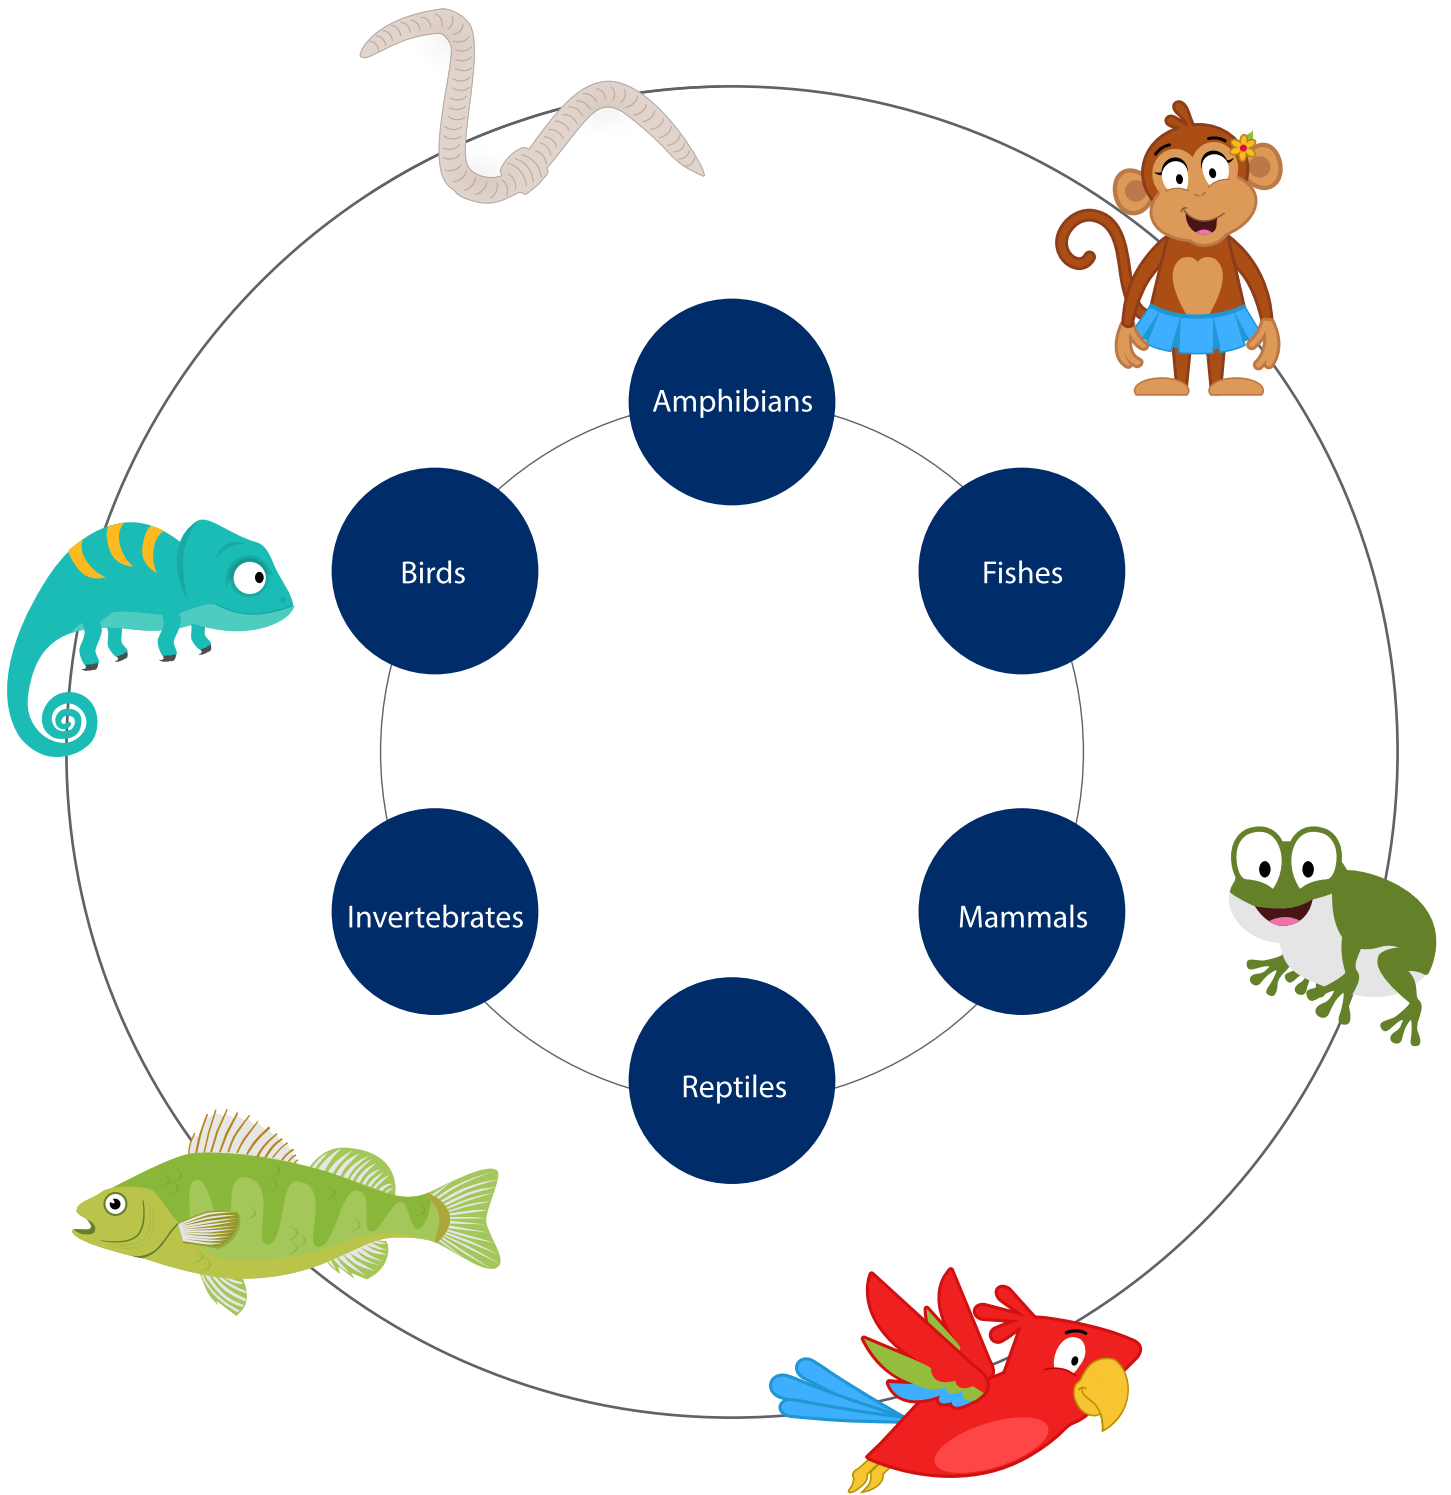 Amphibians
Birds
Fishes
Invertebrates
Mammals
Reptiles